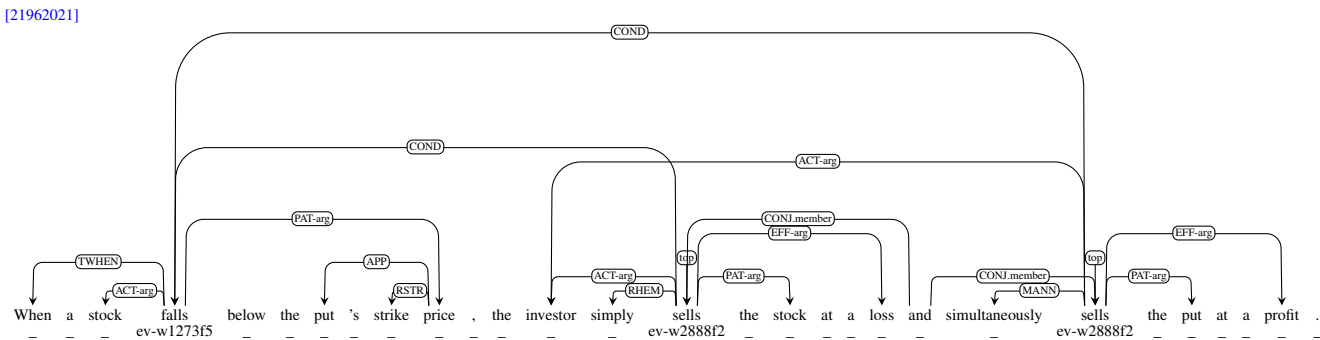 [21962021]
COND
COND
ACT-arg
PAT-arg CONJ.member
EFF-arg EFF-arg
TWHEN APP top top
ACT-arg PAT-arg CONJ.member PAT-arg
ACT-arg RSTR RHEM MANN
When a stock falls below the put 's strike price , the investor simply sells the stock at a loss and simultaneously sells the put at a profit .
ev-w1273f5 ev-w2888f2 ev-w2888f2
_ _ _ _ _ _ _ _ _ _ _ _ _ _ _ _ _ _ _ _ _ _ _ _ _